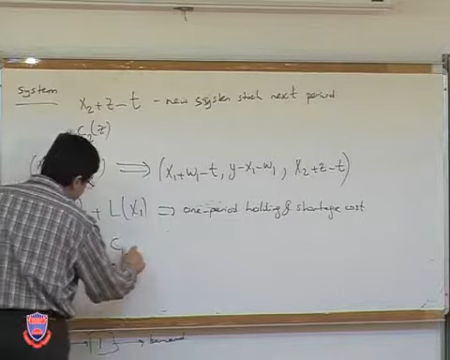 System
x₂ + z - t - new system stock next period
c₂(z)
⟹ (x₁+w₁-t, y-x₁-w₁, x₂+z-t)
+ L(x₁) ⟹ one-period holding & shortage cost
C₁
→ demand